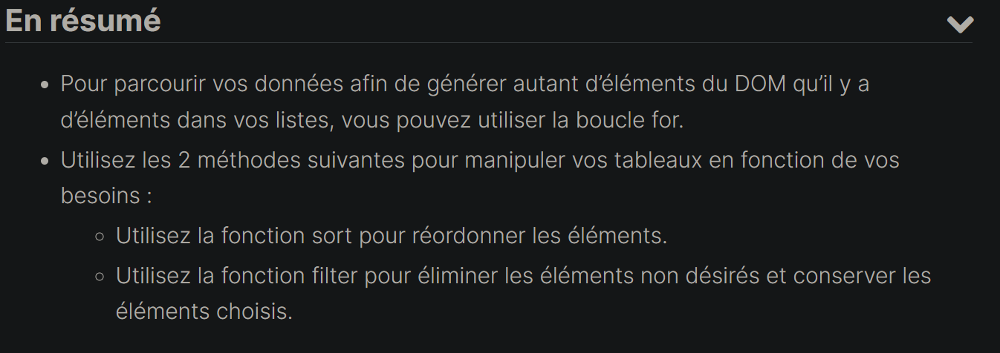 En résumé
• Pour parcourir vos données afin de générer autant d’éléments du DOM qu’il y a
d’éléments dans vos listes, vous pouvez utiliser la boucle for.
• Utilisez les 2 méthodes suivantes pour manipuler vos tableaux en fonction de vos
besoins :
◦ Utilisez la fonction sort pour réordonner les éléments.
◦ Utilisez la fonction filter pour éliminer les éléments non désirés et conserver les
éléments choisis.